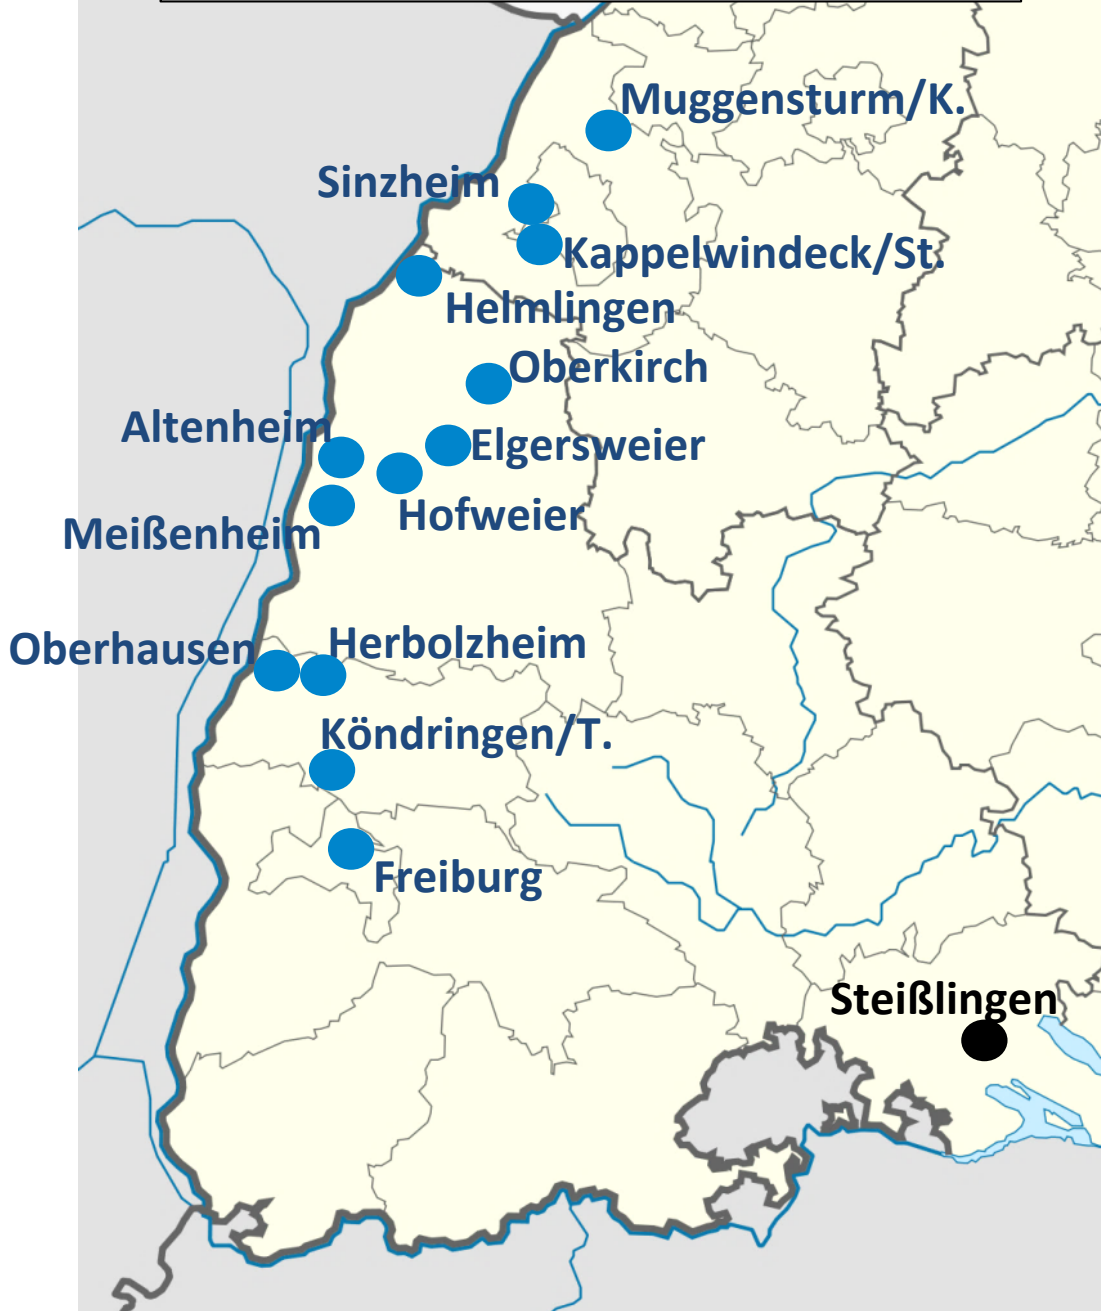 Muggensturm/K.
Sinzheim
Kappelwindeck/St.
Helmlingen
Oberkirch
Altenheim
Elgersweier
Hofweier
Meißenheim
Herbolzheim
Oberhausen
Köndringen/T.
Freiburg
Steißlingen